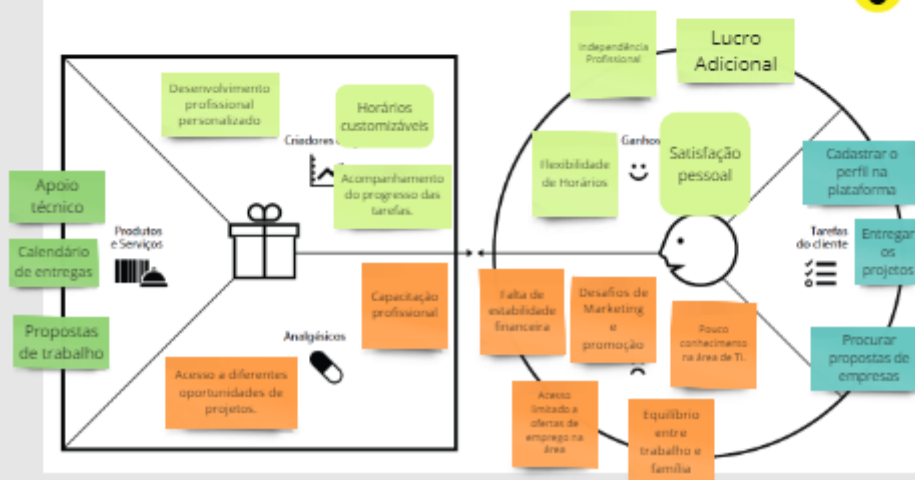 Independência
Profissional
Lucro
Adicional
Desenvolvimento
profissional
personalizado
Horários
customizáveis
Criadores
Acompanhamento
do progresso das
tarefas.
Ganhos
Flexibilidade
de Horários
Satisfação
pessoal
Cadastrar o
perfil na
plataforma
Apoio
técnico
Calendário
de entregas
Propostas
de trabalho
Produtos
e Serviços
Tarefas
do cliente
Entregar
os
projetos
Procurar
propostas de
empresas
Capacitação
profissional
Analgésicos
Acesso a diferentes
oportunidades de
projetos.
Falta de
estabilidade
financeira
Desafios de
Marketing
e
promoção
Pouco
conhecimento
na área de TI.
Acesso
limitado a
ofertas de
emprego na
área
Equilíbrio
entre
trabalho e
família